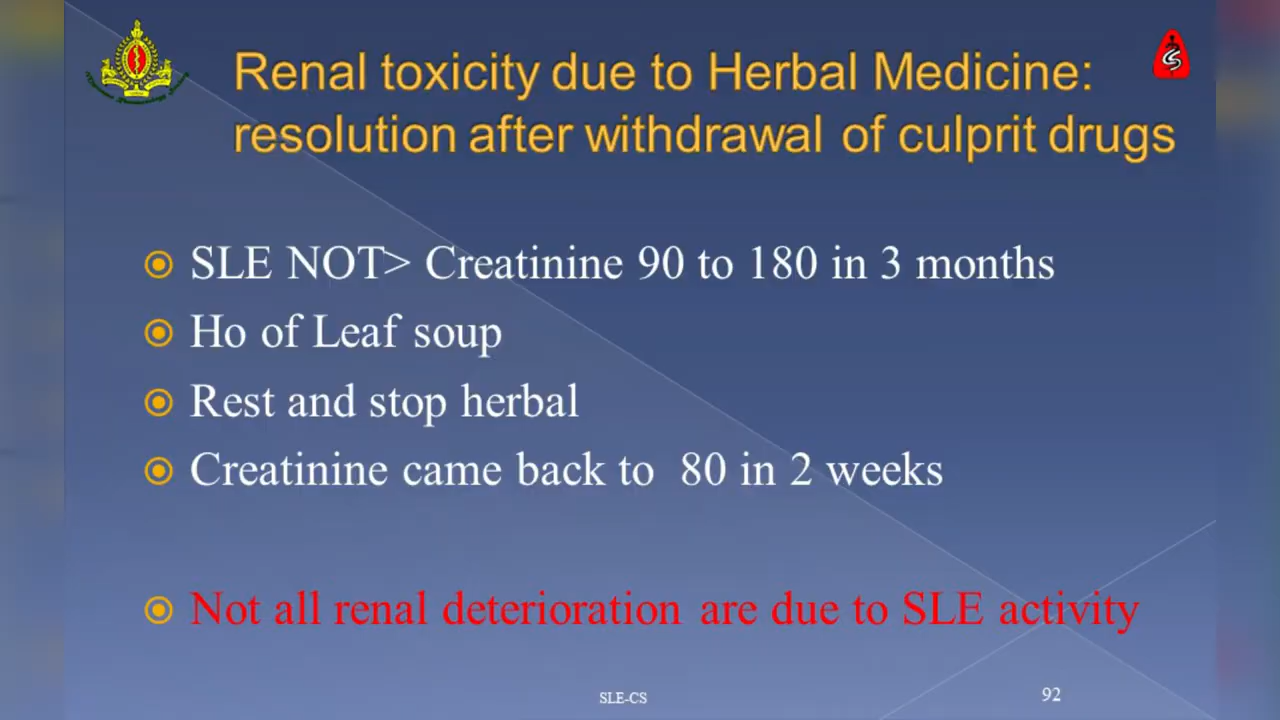 Renal toxicity due to Herbal Medicine:
resolution after withdrawal of culprit drugs
SLE NOT> Creatinine 90 to 180 in 3 months
Ho of Leaf soup
Rest and stop herbal
Creatinine came back to 80 in 2 weeks
Not all renal deterioration are due to SLE activity
SLE-CS
92